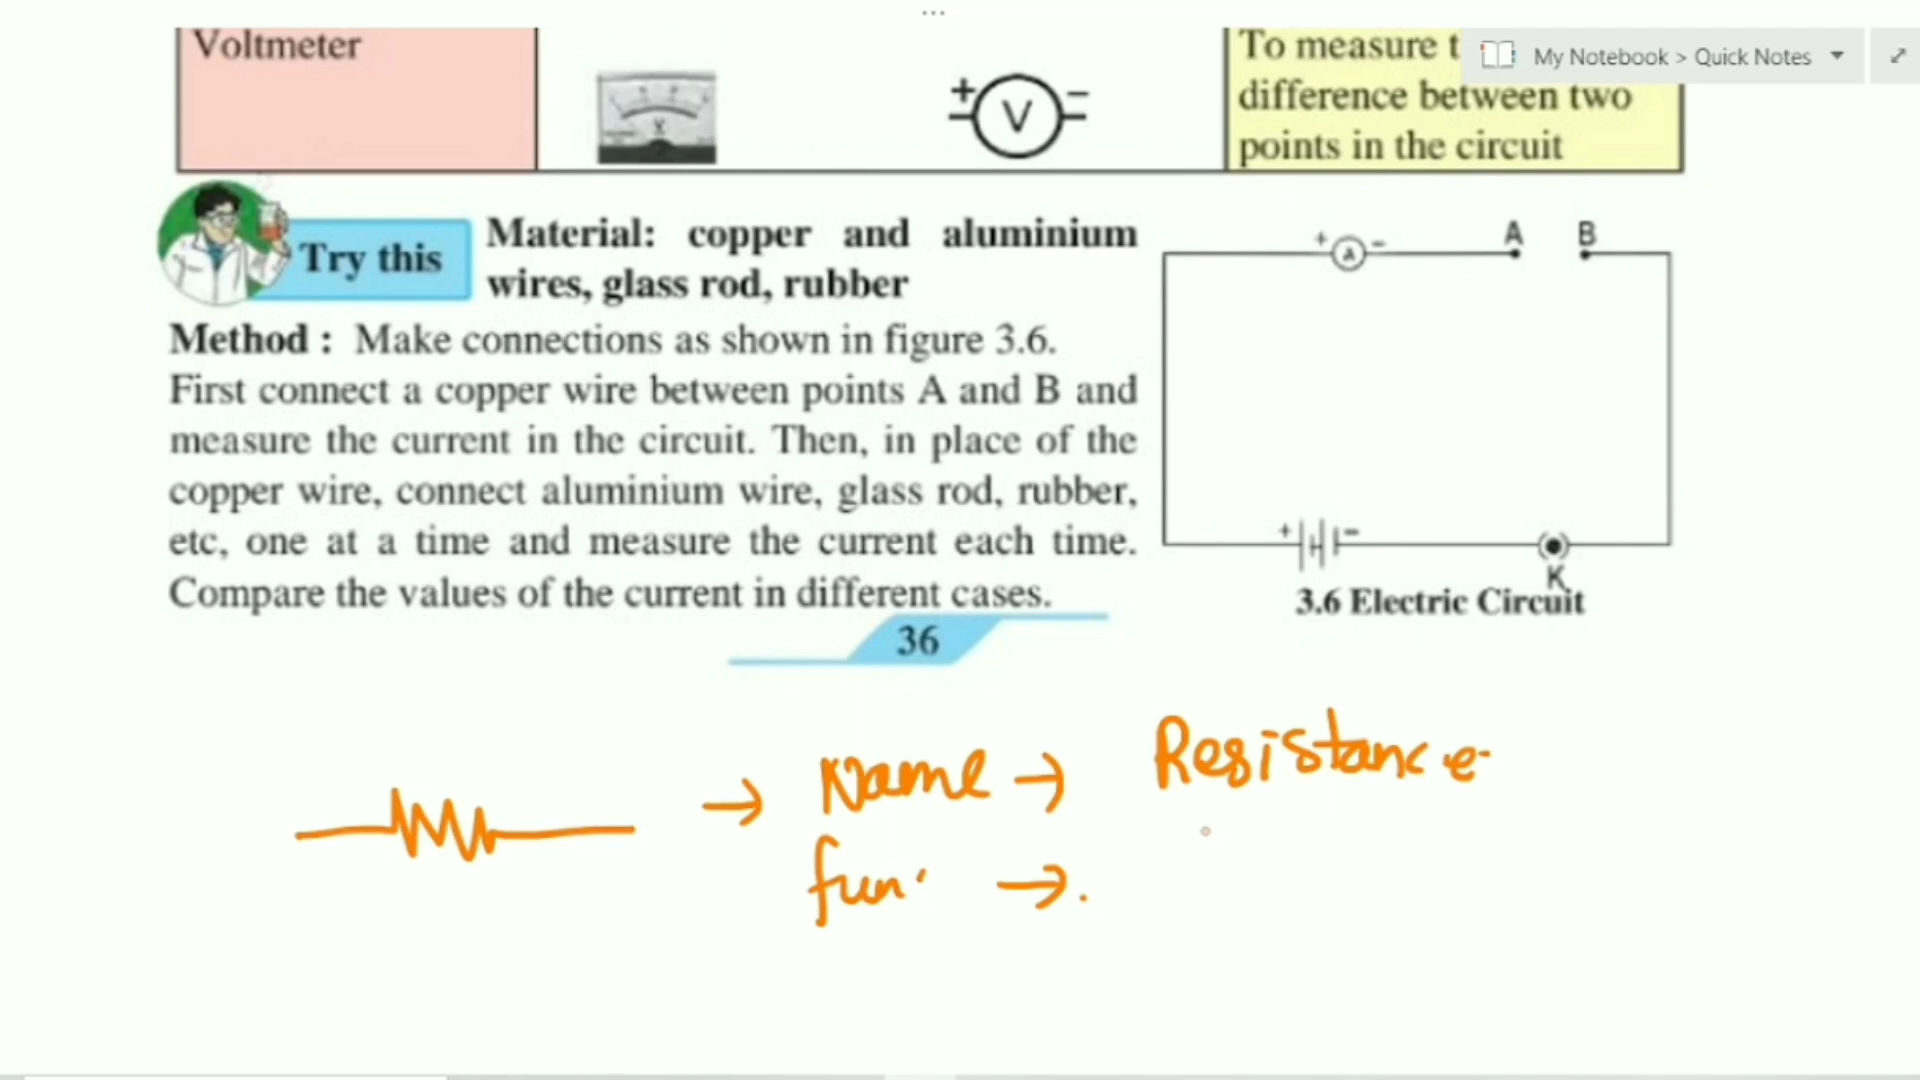 Voltmeter
To measure t
difference between two
points in the circuit
My Notebook > Quick Notes
+ V −
Try this
Material: copper and aluminium
wires, glass rod, rubber
Method : Make connections as shown in figure 3.6.
First connect a copper wire between points A and B and
measure the current in the circuit. Then, in place of the
copper wire, connect aluminium wire, glass rod, rubber,
etc, one at a time and measure the current each time.
Compare the values of the current in different cases.
36
+ A − A B
+ −
K
3.6 Electric Circuit
→ Name → Resistance
fun. →.